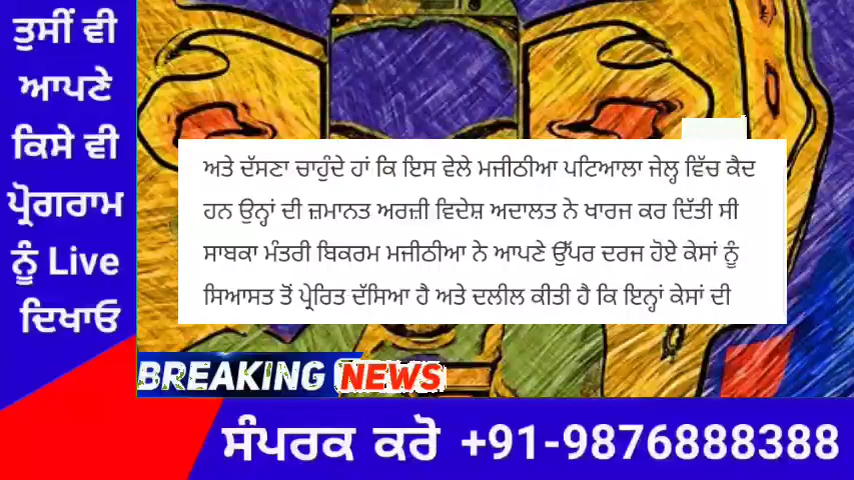 ਤੁਸੀਂ ਵੀ
ਆਪਣੇ
ਕਿਸੇ ਵੀ
ਪ੍ਰੋਗਰਾਮ
ਨੂੰ Live
ਦਿਖਾਓ
ਅਤੇ ਦੱਸਣਾ ਚਾਹੁੰਦੇ ਹਾਂ ਕਿ ਇਸ ਵੇਲੇ ਮਜੀਠੀਆ ਪਟਿਆਲਾ ਜੇਲ੍ਹ ਵਿੱਚ ਕੈਦ
ਹਨ ਉਨ੍ਹਾਂ ਦੀ ਜ਼ਮਾਨਤ ਅਰਜ਼ੀ ਵਿਦੇਸ਼ ਅਦਾਲਤ ਨੇ ਖਾਰਜ ਕਰ ਦਿੱਤੀ ਸੀ
ਸਾਬਕਾ ਮੰਤਰੀ ਬਿਕਰਮ ਮਜੀਠੀਆ ਨੇ ਆਪਣੇ ਉੱਪਰ ਦਰਜ ਹੋਏ ਕੇਸਾਂ ਨੂੰ
ਸਿਆਸਤ ਤੋਂ ਪ੍ਰੇਰਿਤ ਦੱਸਿਆ ਹੈ ਅਤੇ ਦਲੀਲ ਕੀਤੀ ਹੈ ਕਿ ਇਨ੍ਹਾਂ ਕੇਸਾਂ ਦੀ
BREAKING NEWS
ਸੰਪਰਕ ਕਰੋ +91-9876888388